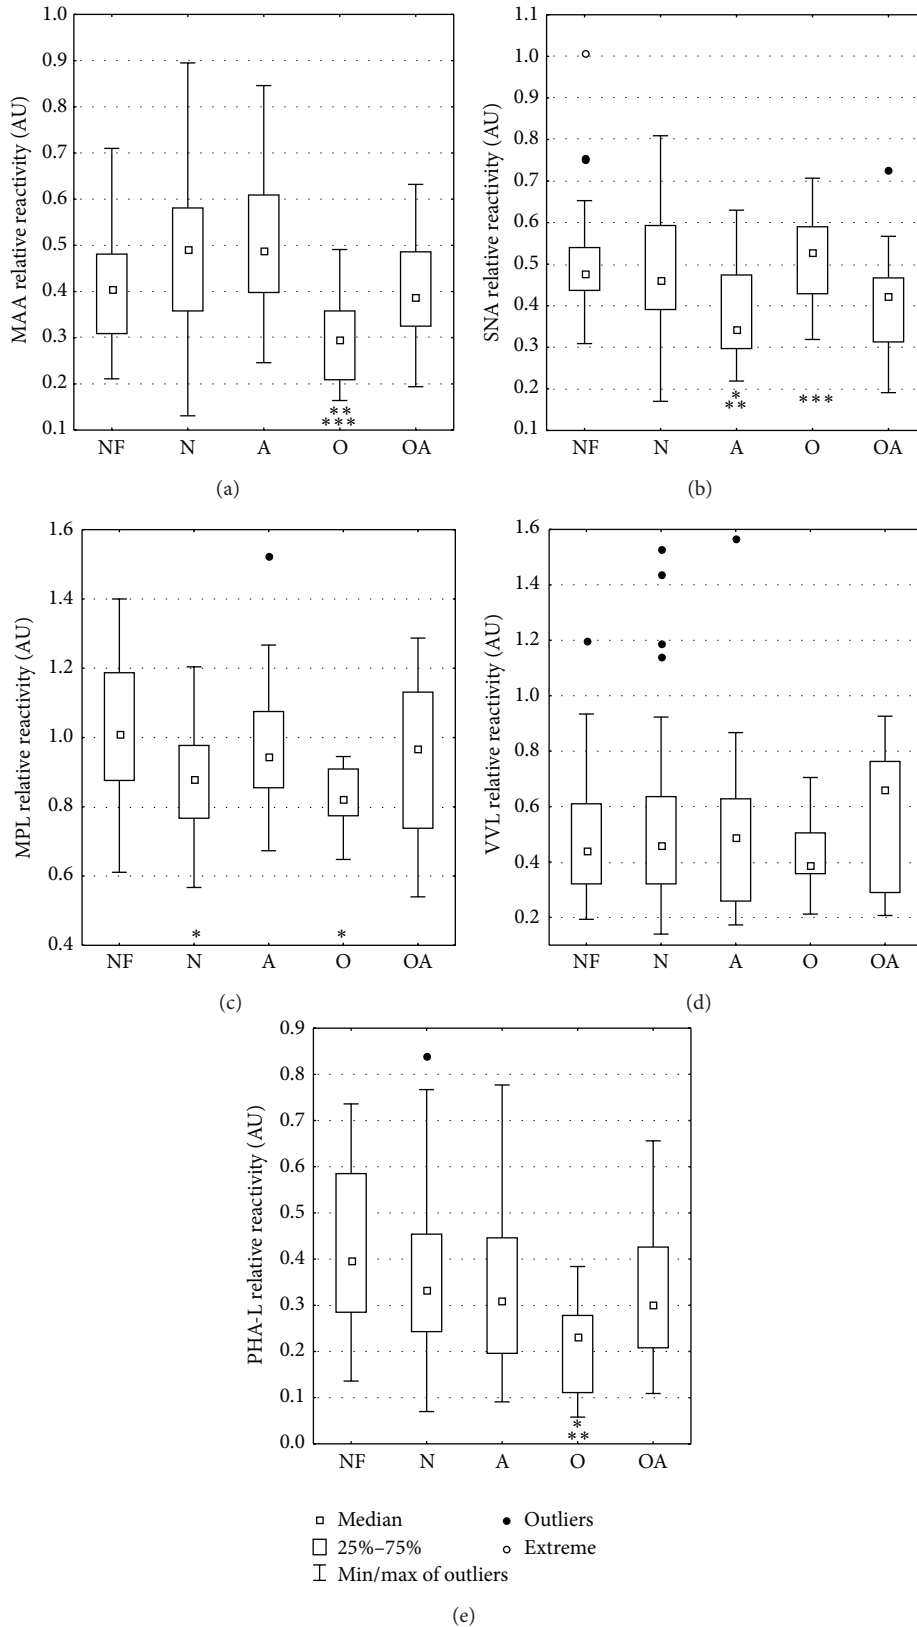 MAA relative reactivity (AU)
1.0
0.9
0.8
0.7
0.6
0.5
0.4
0.3
0.2
0.1
**
***
NF N A O OA
(a)
SNA relative reactivity (AU)
1.1
1.0
0.9
0.8
0.7
0.6
0.5
0.4
0.3
0.2
0.1
*
**
***
NF N A O OA
(b)
MPL relative reactivity (AU)
1.6
1.4
1.2
1.0
0.8
0.6
0.4
* *
NF N A O OA
(c)
VVL relative reactivity (AU)
1.6
1.4
1.2
1.0
0.8
0.6
0.4
0.2
NF N A O OA
(d)
PHA-L relative reactivity (AU)
0.9
0.8
0.7
0.6
0.5
0.4
0.3
0.2
0.1
0.0
*
**
NF N A O OA
Median
25%–75%
Min/max of outliers
Outliers
Extreme
(e)